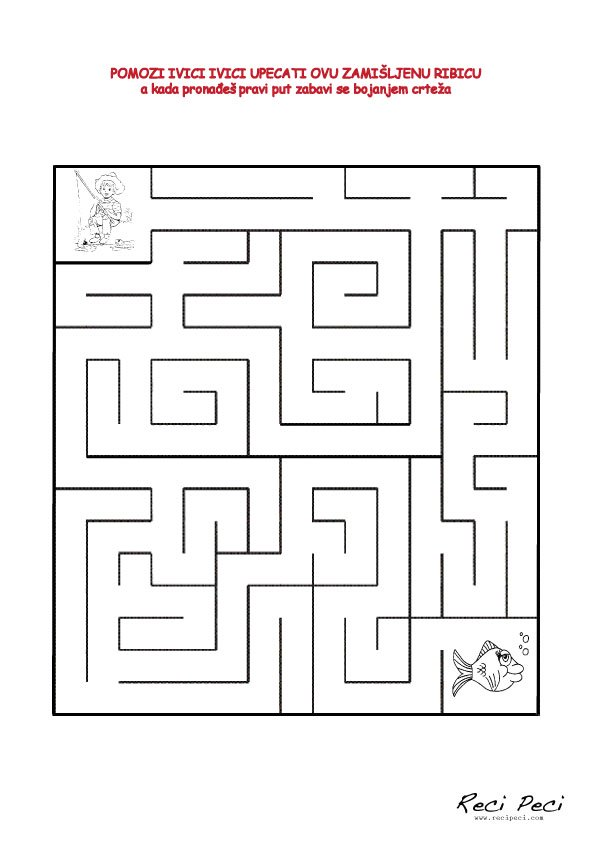 POMOZI IVICI IVICI UPECATI OVU ZAMIŠLJENU RIBICU
a kada pronađeš pravi put zabavi se bojanjem crteža
Reci Peci
www.recipeci.com